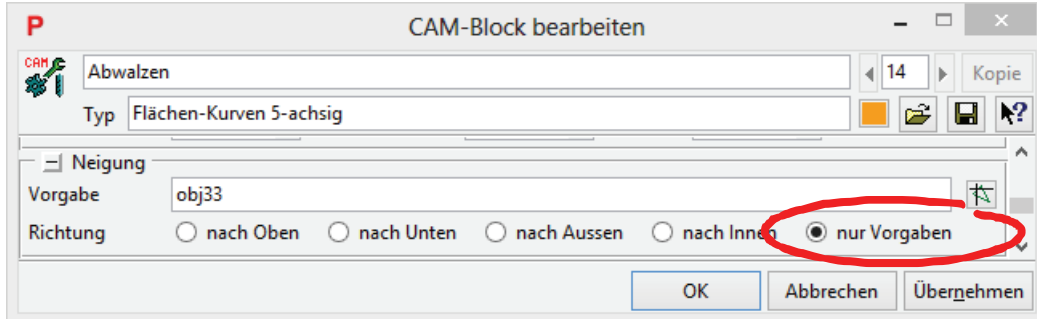 P CAM-Block bearbeiten
CAM Abwalzen 14 Kopie
Typ Flächen-Kurven 5-achsig
Neigung
Vorgabe obj33
Richtung nach Oben nach Unten nach Aussen nach Innen nur Vorgaben
OK Abbrechen Übernehmen